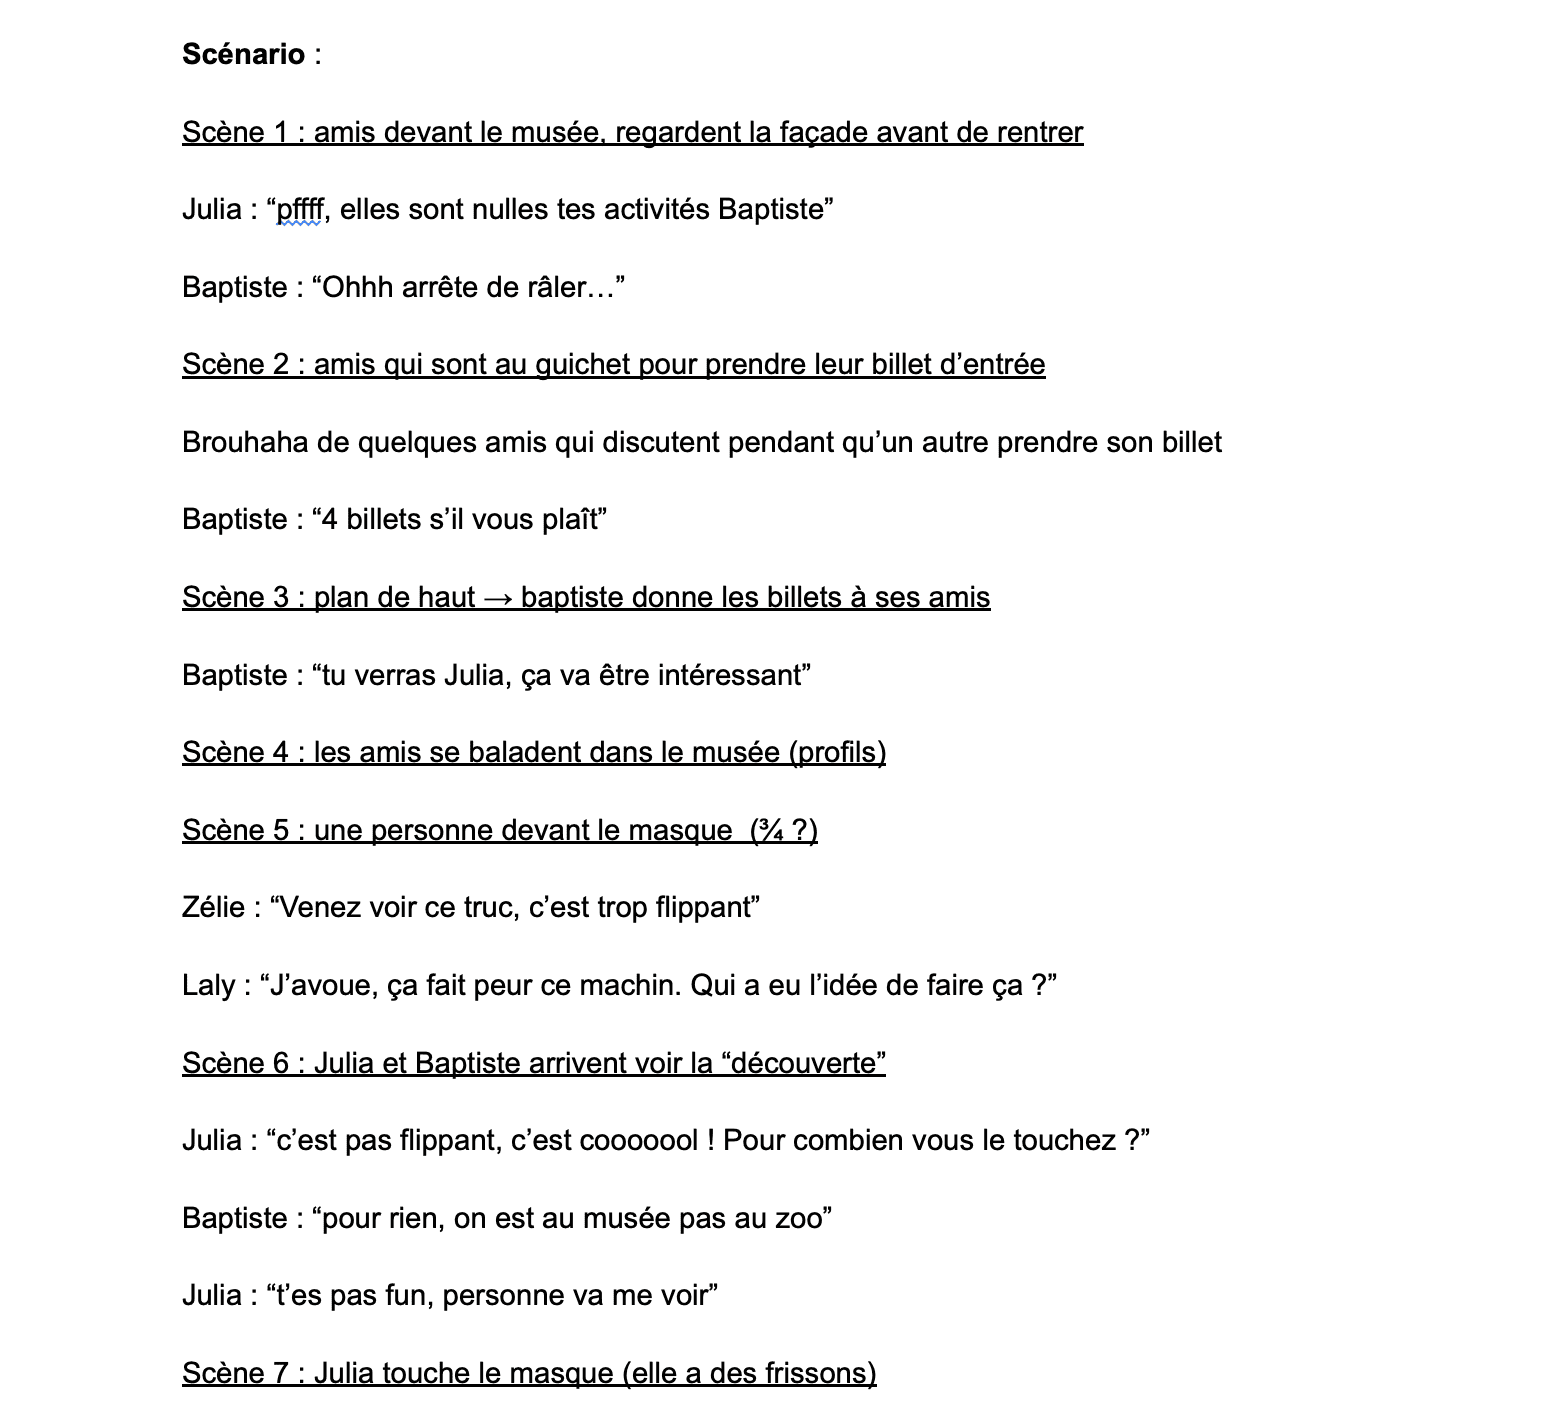 Scénario :
Scène 1 : amis devant le musée, regardent la façade avant de rentrer
Julia : “pffff, elles sont nulles tes activités Baptiste”
Baptiste : “Ohhh arrête de râler…”
Scène 2 : amis qui sont au guichet pour prendre leur billet d’entrée
Brouhaha de quelques amis qui discutent pendant qu’un autre prendre son billet
Baptiste : “4 billets s’il vous plaît”
Scène 3 : plan de haut → baptiste donne les billets à ses amis
Baptiste : “tu verras Julia, ça va être intéressant”
Scène 4 : les amis se baladent dans le musée (profils)
Scène 5 : une personne devant le masque  (¾ ?)
Zélie : “Venez voir ce truc, c’est trop flippant”
Laly : “J’avoue, ça fait peur ce machin. Qui a eu l’idée de faire ça ?”
Scène 6 : Julia et Baptiste arrivent voir la “découverte”
Julia : “c’est pas flippant, c’est cooooool ! Pour combien vous le touchez ?”
Baptiste : “pour rien, on est au musée pas au zoo”
Julia : “t’es pas fun, personne va me voir”
Scène 7 : Julia touche le masque (elle a des frissons)